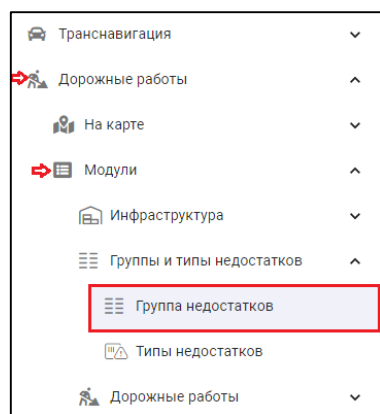 Транснавигация
Дорожные работы
На карте
Модули
Инфраструктура
Группы и типы недостатков
Группа недостатков
Типы недостатков
Дорожные работы